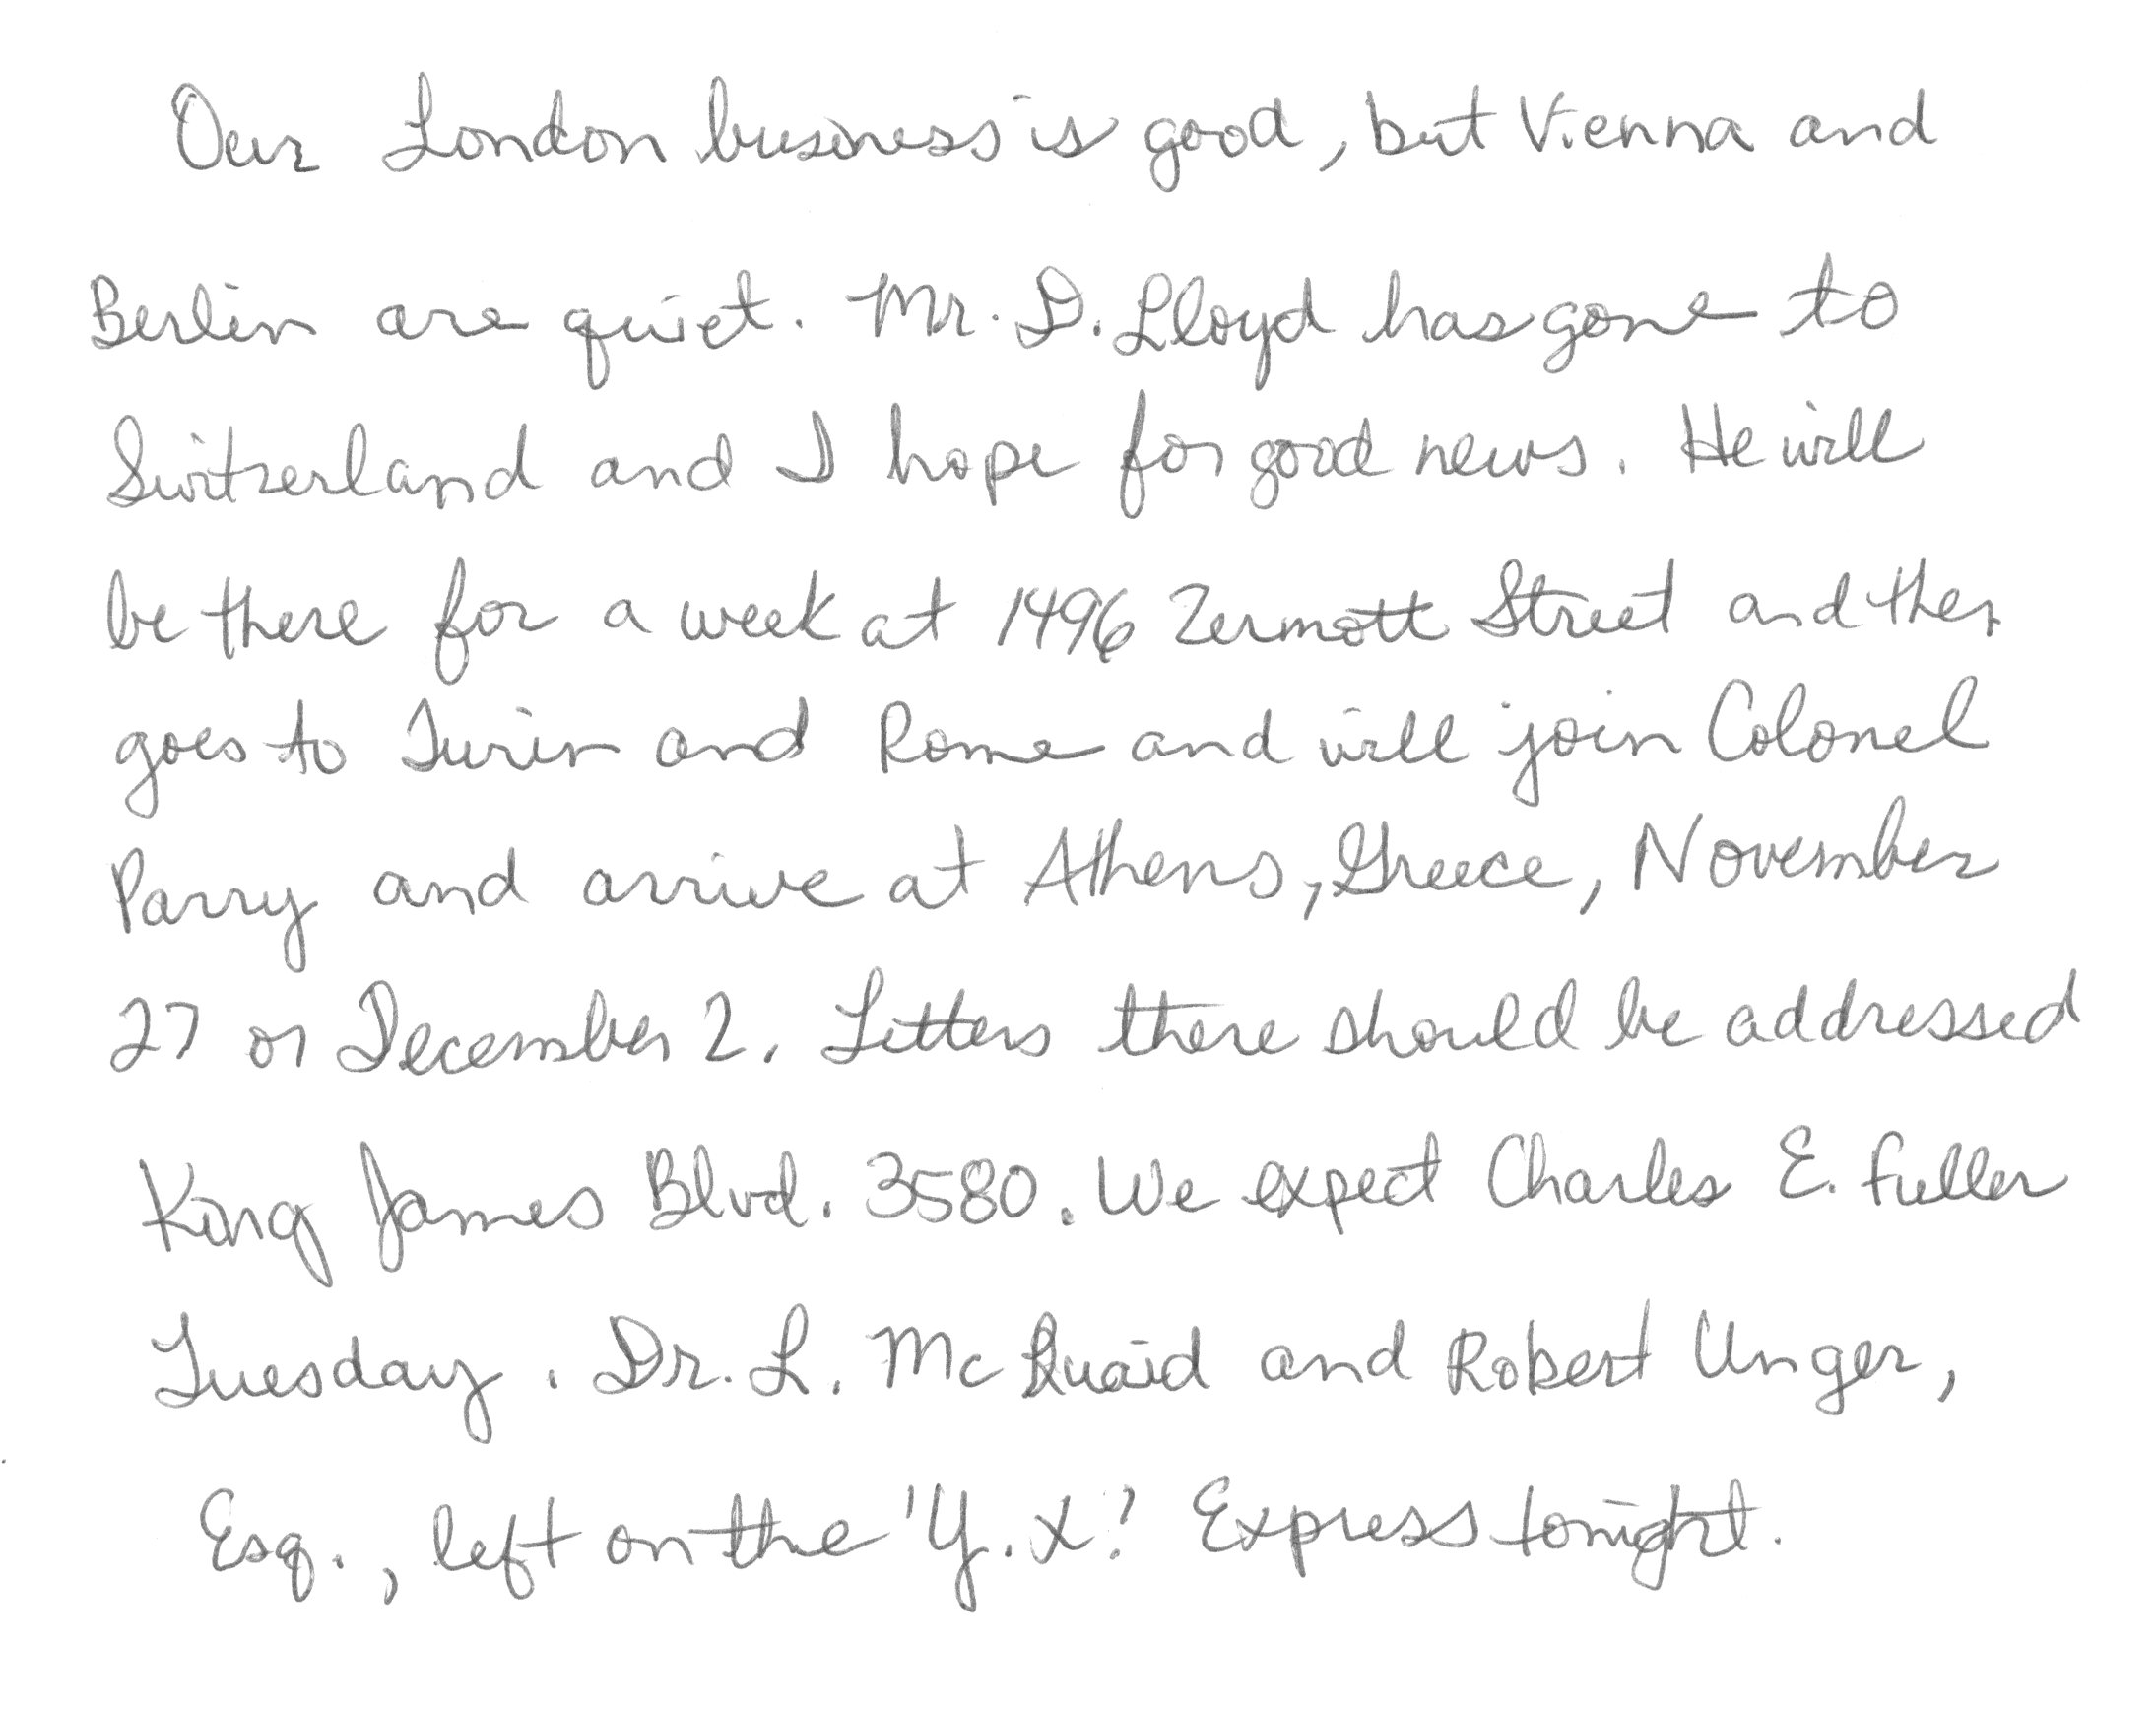 Our London business is good, but Vienna and
Berlin are quiet. Mr. D. Lloyd has gone to
Switzerland and I hope for good news. He will
be there for a week at 1496 Zermott Street and then
goes to Turin and Rome and will join Colonel
Parry and arrive at Athens, Greece, November
27 or December 2. Letters there should be addressed
King James Blvd. 3580. We expect Charles E. Fuller
Tuesday. Dr. L. McQuaid and Robert Unger,
Esq., left on the 'Y.X.' Express tonight.